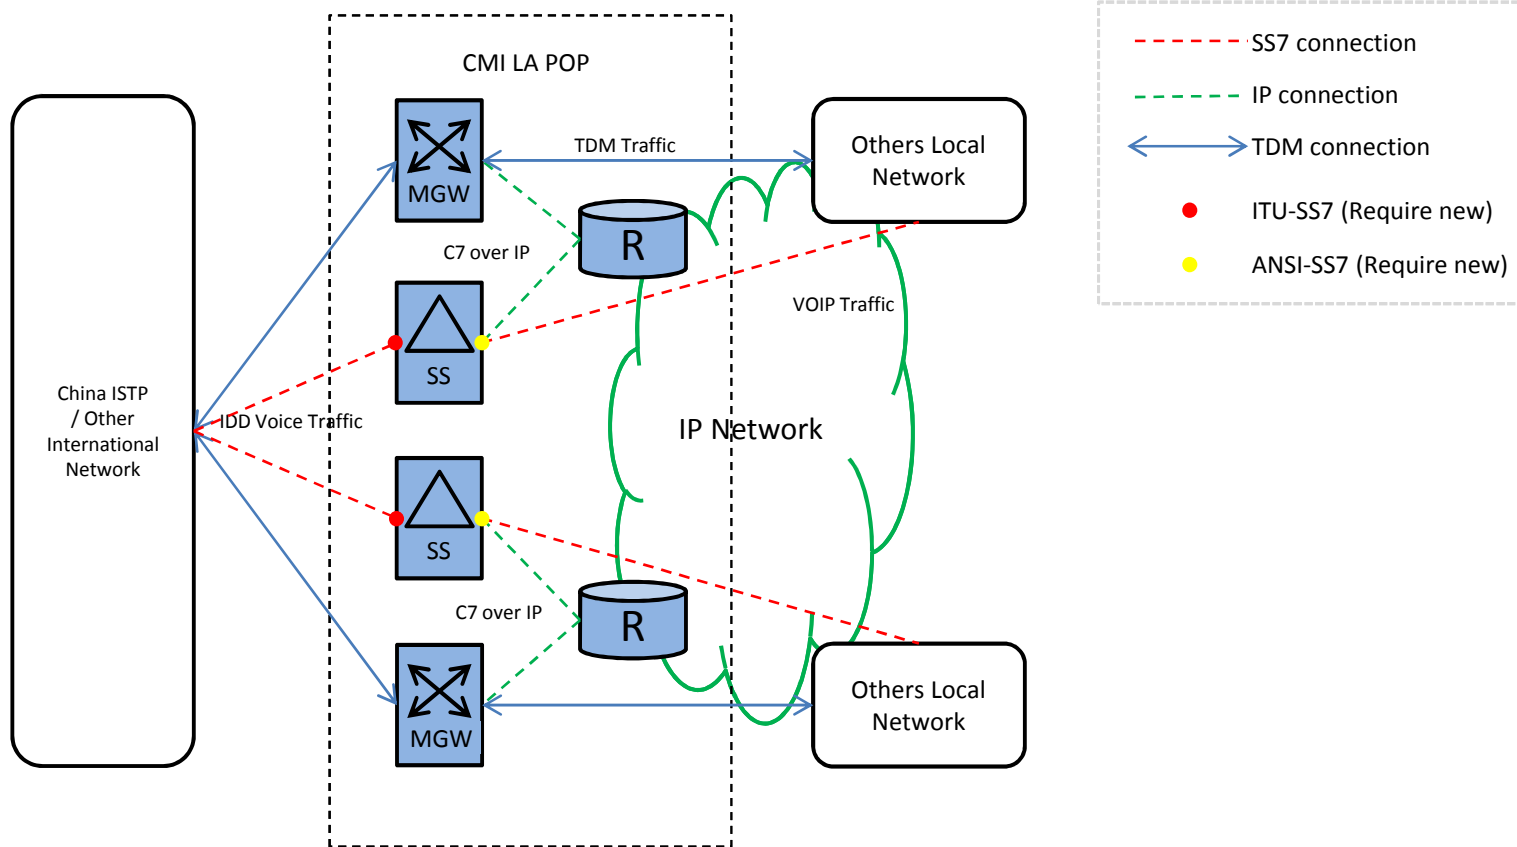 CMI LA POP
SS7 connection
IP connection
TDM connection
ITU-SS7 (Require new)
ANSI-SS7 (Require new)
MGW
TDM Traffic
Others Local
Network
R
C7 over IP
SS
VOIP Traffic
China ISTP
/ Other
International
Network
IDD Voice Traffic
IP Network
SS
C7 over IP
R
MGW
Others Local
Network